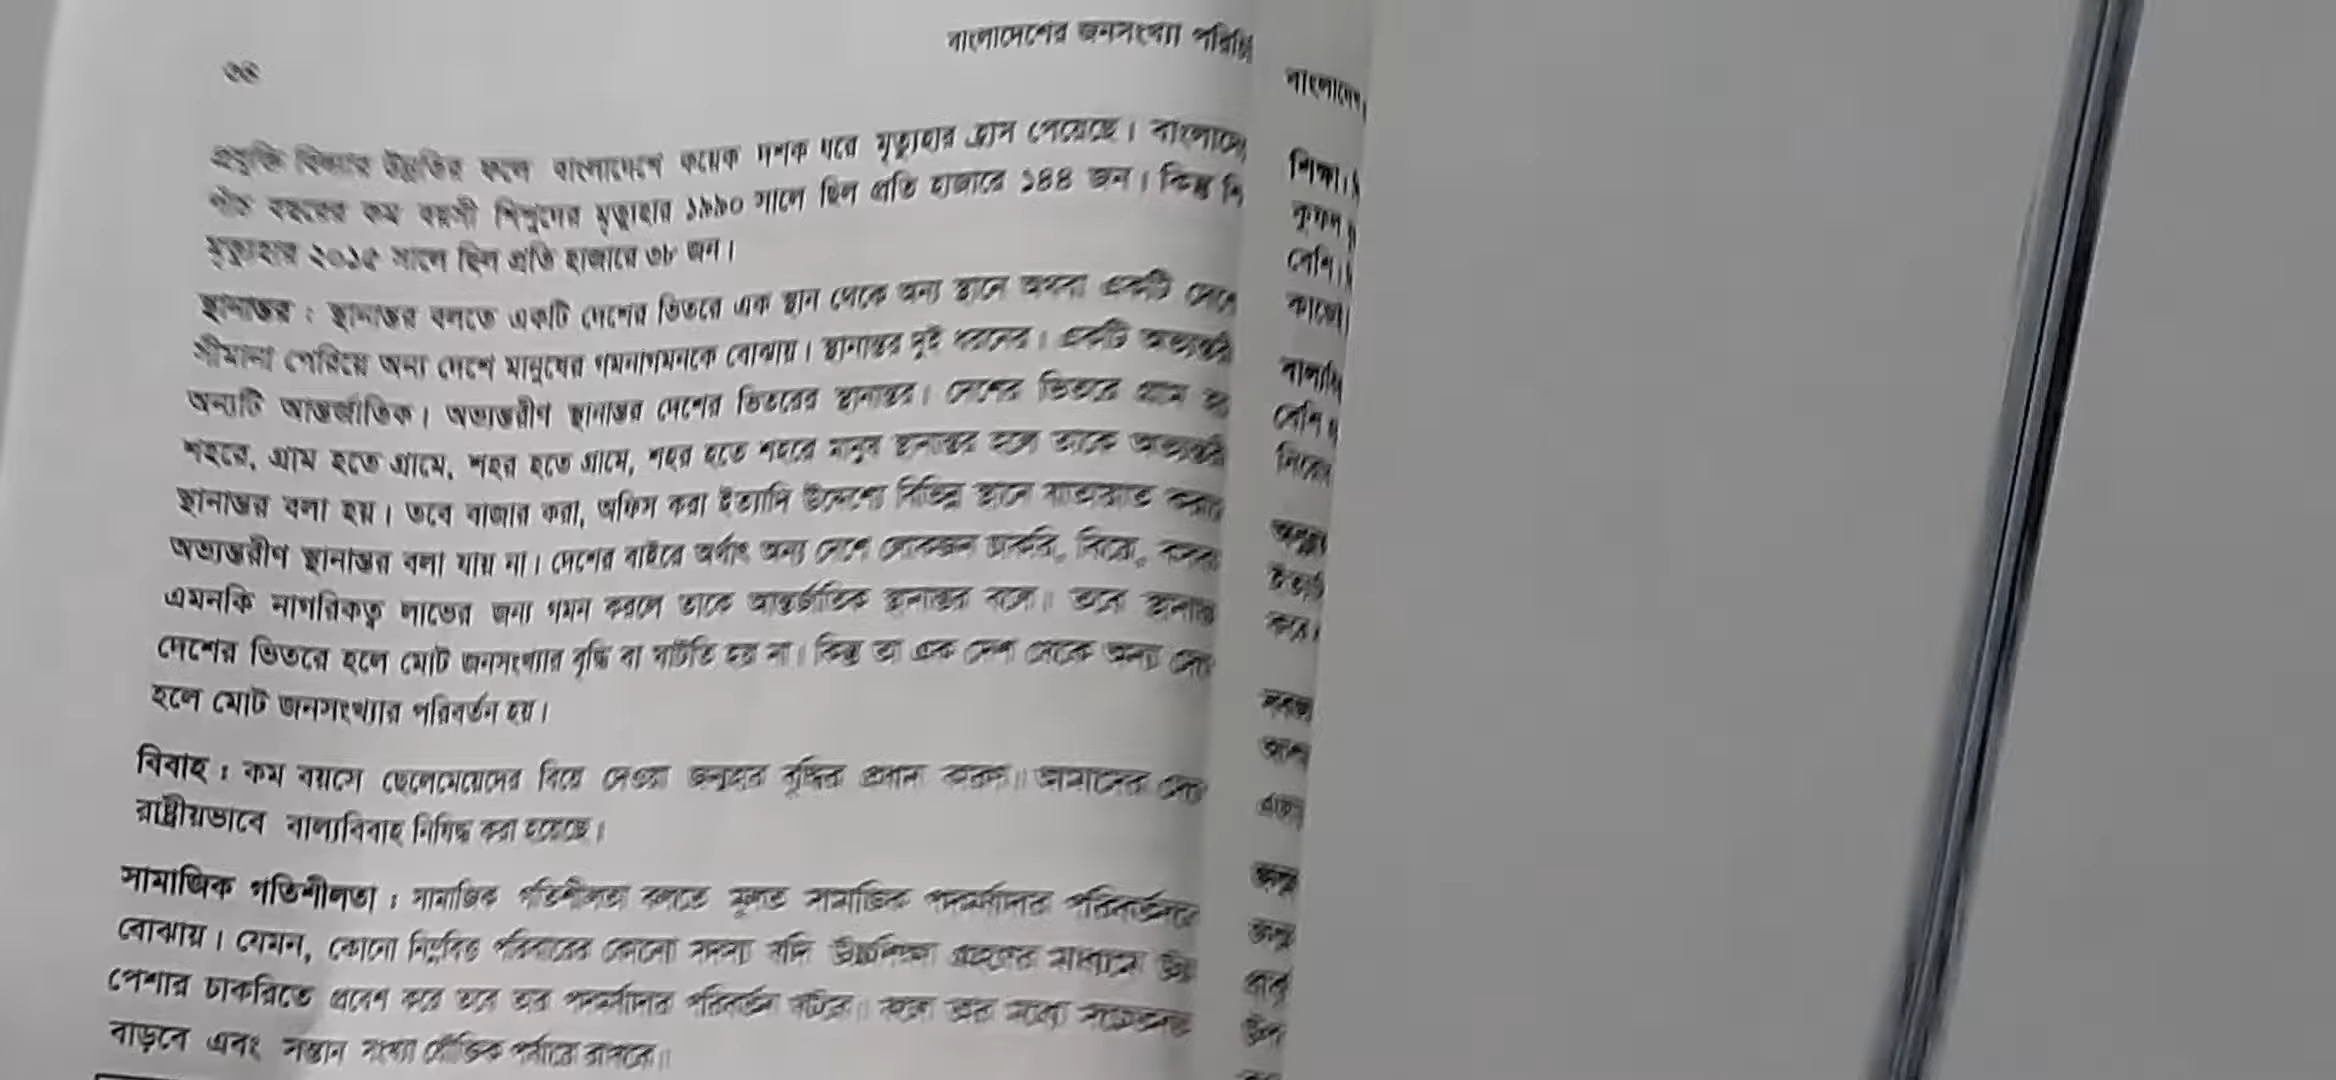 ৩৪
বাংলাদেশের জনসংখ্যা পরিস্থি
প্রযুক্তি বিদ্যার উন্নতির ফলে বাংলাদেশে কয়েক দশক ধরে মৃত্যুহার হ্রাস পেয়েছে। বাংলাদে
পাঁচ বছরের কম বয়সী শিশুদের মৃত্যুহার ১৯৯০ সালে ছিল প্রতি হাজারে ১৪৪ জন। কিন্তু শি
মৃত্যুহার ২০১৫ সালে ছিল প্রতি হাজারে ৩৮ জন।
স্থানান্তর : স্থানান্তর বলতে একটি দেশের ভিতরে এক স্থান থেকে অন্য স্থানে অথবা একটি দেশে
সীমানা পেরিয়ে অন্য দেশে মানুষের গমনাগমনকে বোঝায়। স্থানান্তর দুই ধরনের। একটি অভ্যন্তরী
অন্যটি আন্তর্জাতিক। অভ্যন্তরীণ স্থানান্তর দেশের ভিতরের স্থানান্তর। দেশের ভিতরে গ্রাম হ
শহরে, গ্রাম হতে গ্রামে, শহর হতে গ্রামে, শহর হতে শহরে মানুষ স্থানান্তর হলে তাকে অভ্যন্তরী
স্থানান্তর বলা হয়। তবে বাজার করা, অফিস করা ইত্যাদি উদ্দেশ্যে বিভিন্ন স্থানে যাতায়াত করা
অভ্যন্তরীণ স্থানান্তর বলা যায় না। দেশের বাইরে অর্থাৎ অন্য দেশে লোকজন চাকরি, বিয়ে,
এমনকি নাগরিকত্ব লাভের জন্য গমন করলে তাকে আন্তর্জাতিক স্থানান্তর বলে। তবে স্থানান্ত
দেশের ভিতরে হলে মোট জনসংখ্যার বৃদ্ধি বা ঘাটতি হয় না। কিন্তু তা এক দেশ থেকে অন্য দে
হলে মোট জনসংখ্যার পরিবর্তন হয়।
বিবাহ : কম বয়সে ছেলেমেয়েদের বিয়ে দেওয়া জন্মহার বৃদ্ধির প্রধান কারণ। আমাদের দে
রাষ্ট্রীয়ভাবে বাল্যবিবাহ নিষিদ্ধ করা হয়েছে।
সামাজিক গতিশীলতা : সামাজিক গতিশীলতা বলতে মূলত সামাজিক পদমর্যাদার পরিবর্তনকে
বোঝায়। যেমন, কোনো নিম্নবিত্ত পরিবারের কোনো সদস্য যদি উচ্চশিক্ষা গ্রহণের মাধ্যমে উচ্চ
পেশার চাকরিতে প্রবেশ করে তবে তার পদমর্যাদার পরিবর্তন ঘটবে। ফলে তার মধ্যে সচেতনতা
বাড়বে এবং সন্তান সংখ্যা যৌক্তিক পর্যায়ে রাখবে।